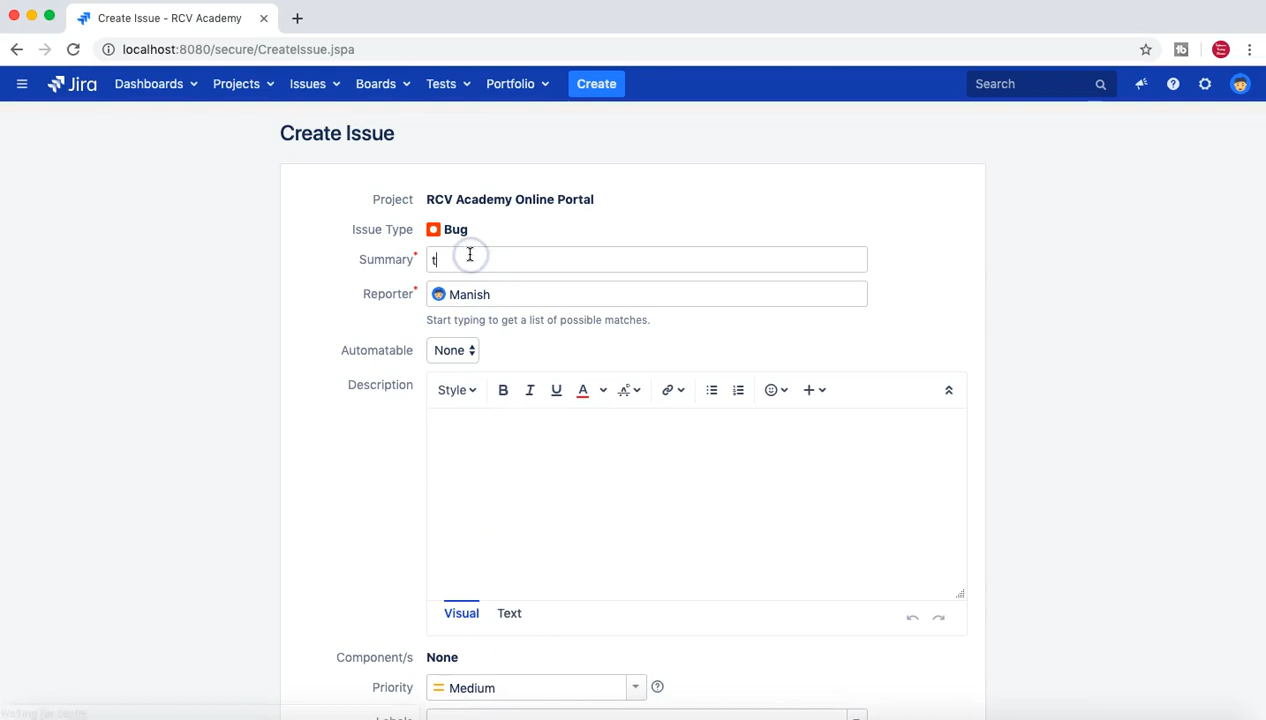 Create Issue - RCV Academy
localhost:8080/secure/CreateIssue.jspa
Jira Dashboards Projects Issues Boards Tests Portfolio Create Search
Create Issue
Project RCV Academy Online Portal
Issue Type Bug
Summary* t
Reporter* Manish
Start typing to get a list of possible matches.
Automatable None
Description Style B I U A
Visual Text
Component/s None
Priority Medium